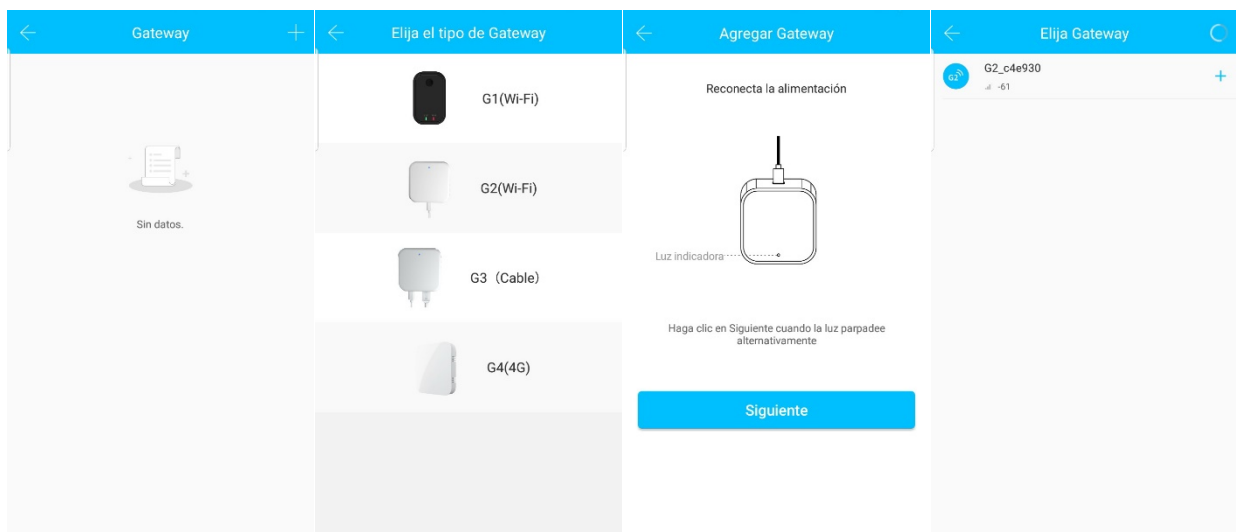 Gateway
Sin datos.
Elija el tipo de Gateway
G1(Wi-Fi)
G2(Wi-Fi)
G3 (Cable)
G4(4G)
Agregar Gateway
Reconecta la alimentación
Luz indicadora
Haga clic en Siguiente cuando la luz parpadee
alternativamente
Siguiente
Elija Gateway
G2
G2_c4e930
-61